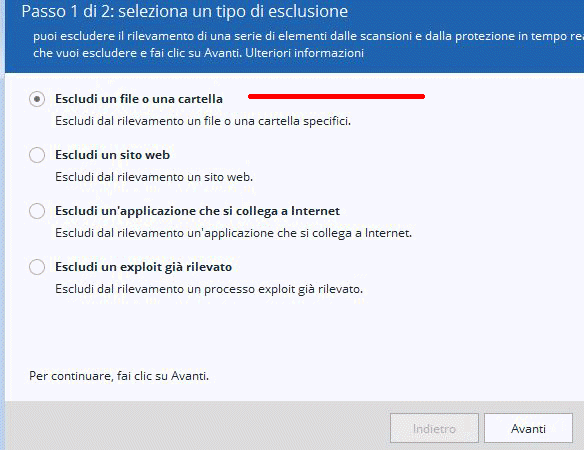 Passo 1 di 2: seleziona un tipo di esclusione
puoi escludere il rilevamento di una serie di elementi dalle scansioni e dalla protezione in tempo
che vuoi escludere e fai clic su Avanti. Ulteriori informazioni
Escludi un file o una cartella
Escludi dal rilevamento un file o una cartella specifici.
Escludi un sito web
Escludi dal rilevamento un sito web.
Escludi un'applicazione che si collega a Internet
Escludi dal rilevamento un'applicazione che si collega a Internet.
Escludi un exploit già rilevato
Escludi dal rilevamento un processo exploit già rilevato.
Per continuare, fai clic su Avanti.
Indietro
Avanti